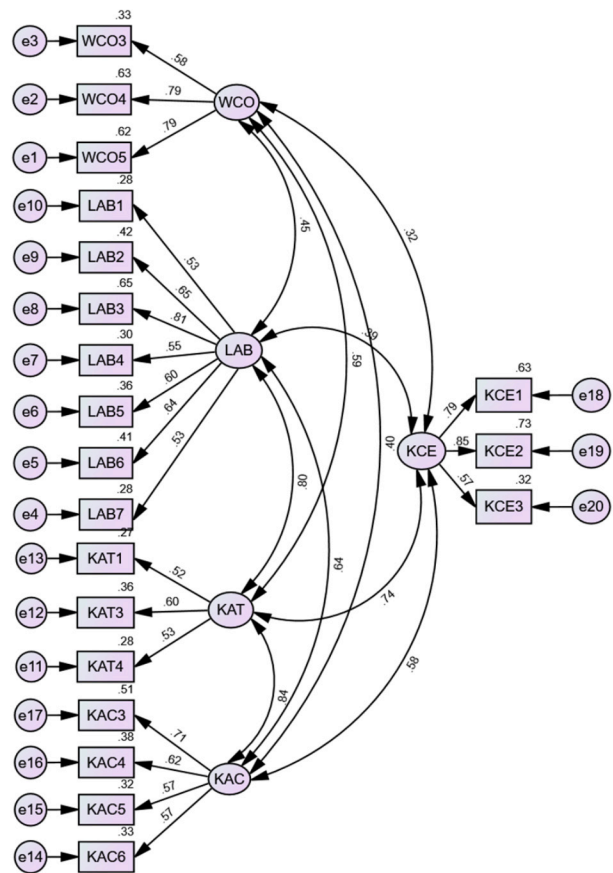 .33
e3 WCO3
.58
.63
e2 WCO4 .79 WCO
.62 .79
e1 WCO5
.28
e10 LAB1
.42 .53 .45 .32
e9 LAB2
.65 .65
e8 LAB3 .81
.30 .39
e7 LAB4 .55 LAB .59
.36 .60 .63
e6 LAB5 KCE1 e18
.41 .64 .79 .73
e5 LAB6 .40 KCE .85 KCE2 e19
.28 .53 .80 .57 .32
e4 LAB7 KCE3 e20
.27
e13 KAT1 .64
.36 .52
e12 KAT3 .60 KAT .74
.28 .53
e11 KAT4 .58
.51
e17 KAC3 .84
.38 .71
e16 KAC4 .62 KAC
.32 .57
e15 KAC5
.33 .57
e14 KAC6